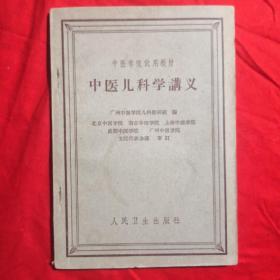 中医学院试用教材
中医儿科学講义
广州中医学院儿科教研組 編
北京中医学院 南京中医学院 上海中医学院
成都中医学院 广州中医学院
审訂
人民卫生出版社